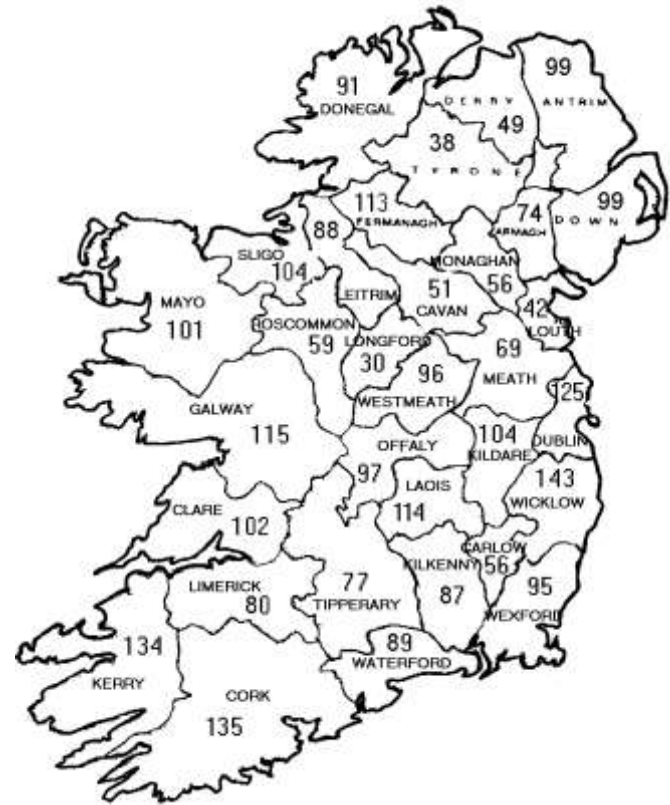 99
91
DERRY
ANTRIM
DONEGAL
49
38
TYRONE
113
99
74
FERMANAGH
DOWN
88
ARMAGH
SLIGO
MONAGHAN
104
56
51
LEITRIM
MAYO
42
CAVAN
101
ROSCOMMON
LOUTH
LONGFORD
59
69
30
96
MEATH
125
WESTMEATH
GALWAY
104
115
OFFALY
DUBLIN
KILDARE
97
143
LAOIS
WICKLOW
CLARE
114
102
CARLOW
KILKENNY
56
77
LIMERICK
95
80
TIPPERARY
87
WEXFORD
134
89
WATERFORD
KERRY
CORK
135